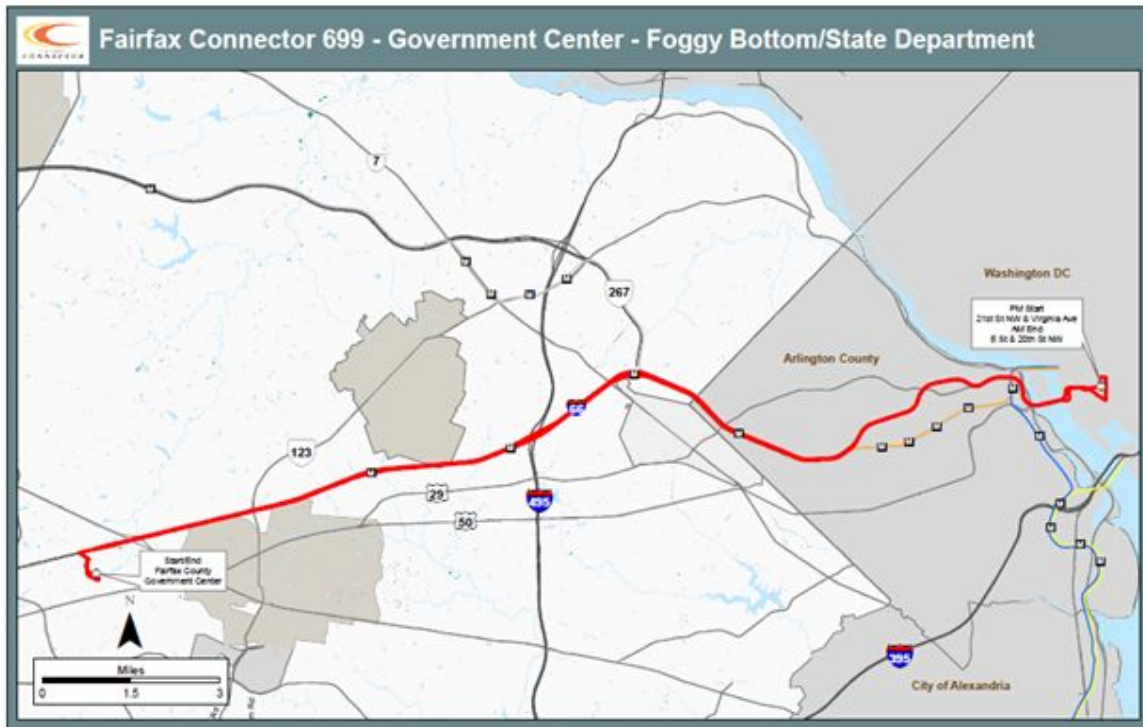 CONNECTOR
Fairfax Connector 699 - Government Center - Foggy Bottom/State Department
7
267
Washington DC
PM Start
21st St NW & Virginia Ave
AM End
E St & 20th St NW
Arlington County
66
123
29
495
50
Start/End
Fairfax County
Government Center
N
Miles
0 1.5 3
395
City of Alexandria
Rd